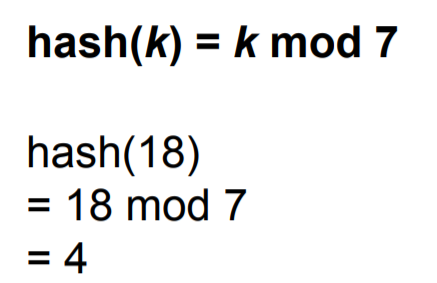 hash(k) = k mod 7
hash(18)
= 18 mod 7
= 4